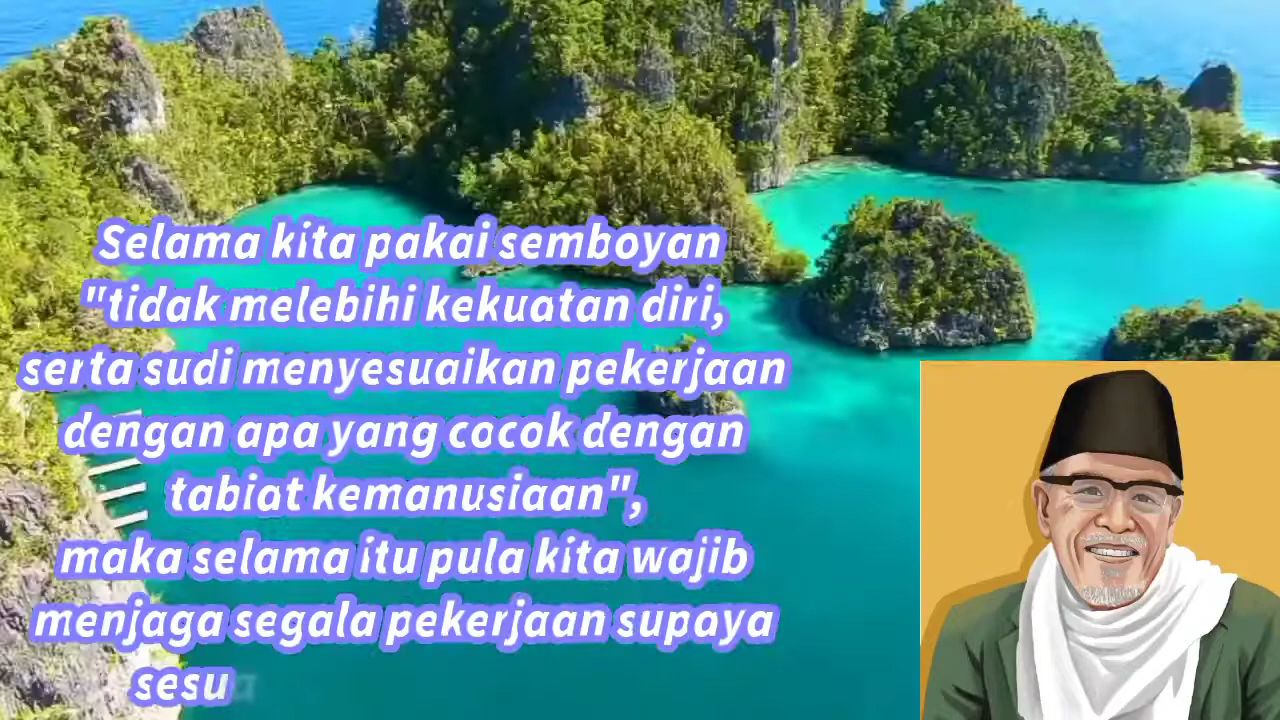 Selama kita pakai semboyan
"tidak melebihi kekuatan diri,
serta sudi menyesuaikan pekerjaan
dengan apa yang cocok dengan
tabiat kemanusiaan",
maka selama itu pula kita wajib
menjaga segala pekerjaan supaya
sesua